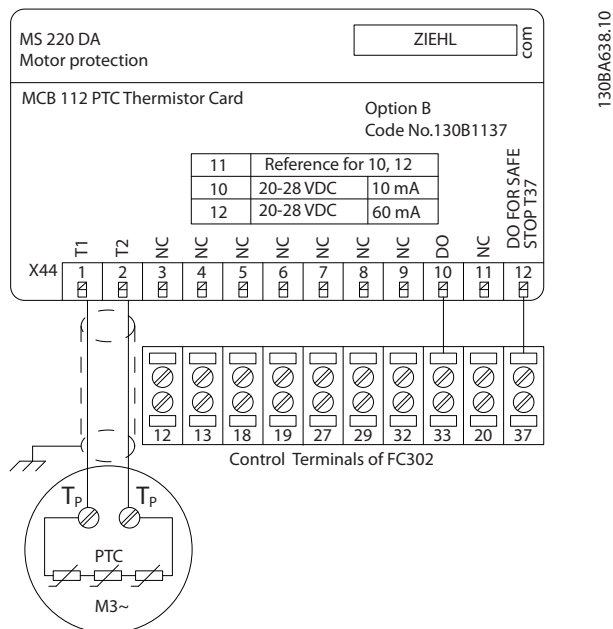 MS 220 DA
Motor protection
ZIEHL
com
130BA638.10
MCB 112 PTC Thermistor Card
Option B
Code No.130B1137
11 Reference for 10, 12
10 20-28 VDC 10 mA
12 20-28 VDC 60 mA
T1 T2 NC NC NC NC NC NC NC DO NC DO FOR SAFE
STOP T37
X44 1 2 3 4 5 6 7 8 9 10 11 12
12 13 18 19 27 29 32 33 20 37
Control Terminals of FC302
TP TP
PTC
M3~